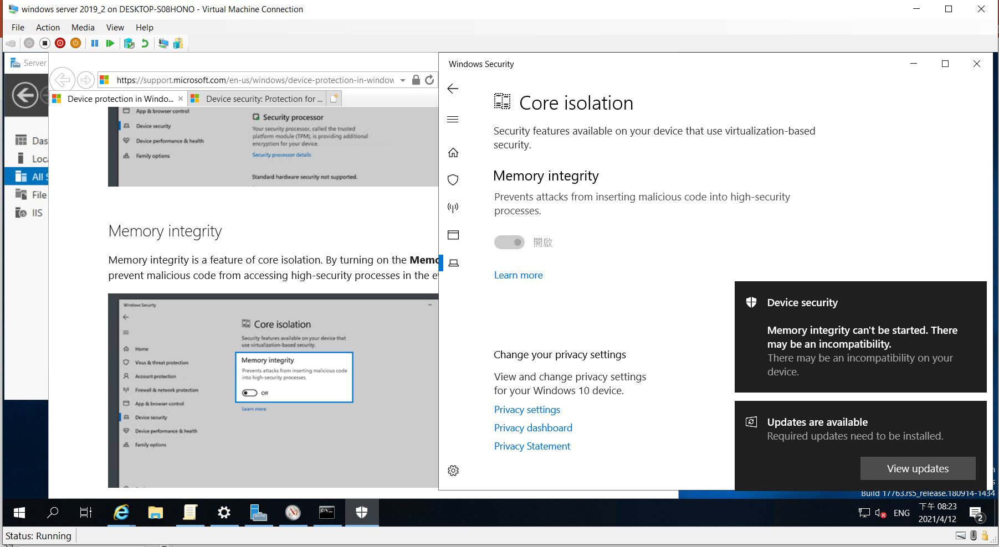 windows server 2019_2 on DESKTOP-S08HONO - Virtual Machine Connection
File Action Media View Help
Server
https://support.microsoft.com/en-us/windows/device-protection-in-window
Device protection in Windo...
Device security: Protection for ...
Das
Loc
All S
File
IIS
App & browser control
Device security
Device performance & health
Family options
Security processor
Your security processor, called the trusted
platform module (TPM), is providing additional
encryption for your device.
Security processor details
Standard hardware security not supported.
Memory integrity
Memory integrity is a feature of core isolation. By turning on the Memo
prevent malicious code from accessing high-security processes in the e
Windows Security
Home
Virus & threat protection
Account protection
Firewall & network protection
App & browser control
Device security
Device performance & health
Family options
Core isolation
Security features available on your device that
use virtualization-based security.
Memory integrity
Prevents attacks from inserting malicious code
into high-security processes.
Off
Learn more
Windows Security
Core isolation
Security features available on your device that use virtualization-based
security.
Memory integrity
Prevents attacks from inserting malicious code into high-security
processes.
開啟
Learn more
Change your privacy settings
View and change privacy settings
for your Windows 10 device.
Privacy settings
Privacy dashboard
Privacy Statement
Device security
Memory integrity can't be started. There
may be an incompatibility.
There may be an incompatibility on your
device.
Updates are available
Required updates need to be installed.
View updates
Build 17763.rs5_release.180914-1434
ENG
下午 08:23
2021/4/12
2
Status: Running